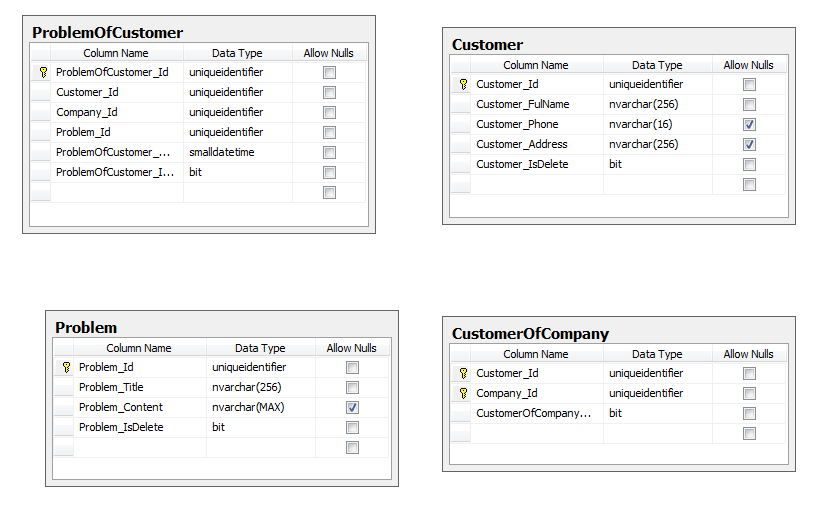 ProblemOfCustomer
Column Name Data Type Allow Nulls
ProblemOfCustomer_Id uniqueidentifier
Customer_Id uniqueidentifier
Company_Id uniqueidentifier
Problem_Id uniqueidentifier
ProblemOfCustomer_... smalldatetime
ProblemOfCustomer_I... bit
Customer
Column Name Data Type Allow Nulls
Customer_Id uniqueidentifier
Customer_FulName nvarchar(256)
Customer_Phone nvarchar(16)
Customer_Address nvarchar(256)
Customer_IsDelete bit
Problem
Column Name Data Type Allow Nulls
Problem_Id uniqueidentifier
Problem_Title nvarchar(256)
Problem_Content nvarchar(MAX)
Problem_IsDelete bit
CustomerOfCompany
Column Name Data Type Allow Nulls
Customer_Id uniqueidentifier
Company_Id uniqueidentifier
CustomerOfCompany... bit